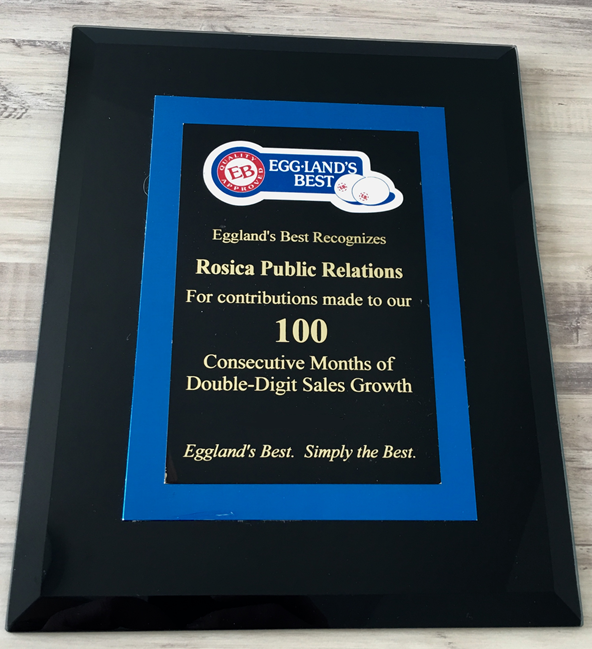 QUALITY
EB
APPROVED
EGG·LAND'S
BEST
Eggland's Best Recognizes
Rosica Public Relations
For contributions made to our
100
Consecutive Months of
Double-Digit Sales Growth
Eggland's Best. Simply the Best.